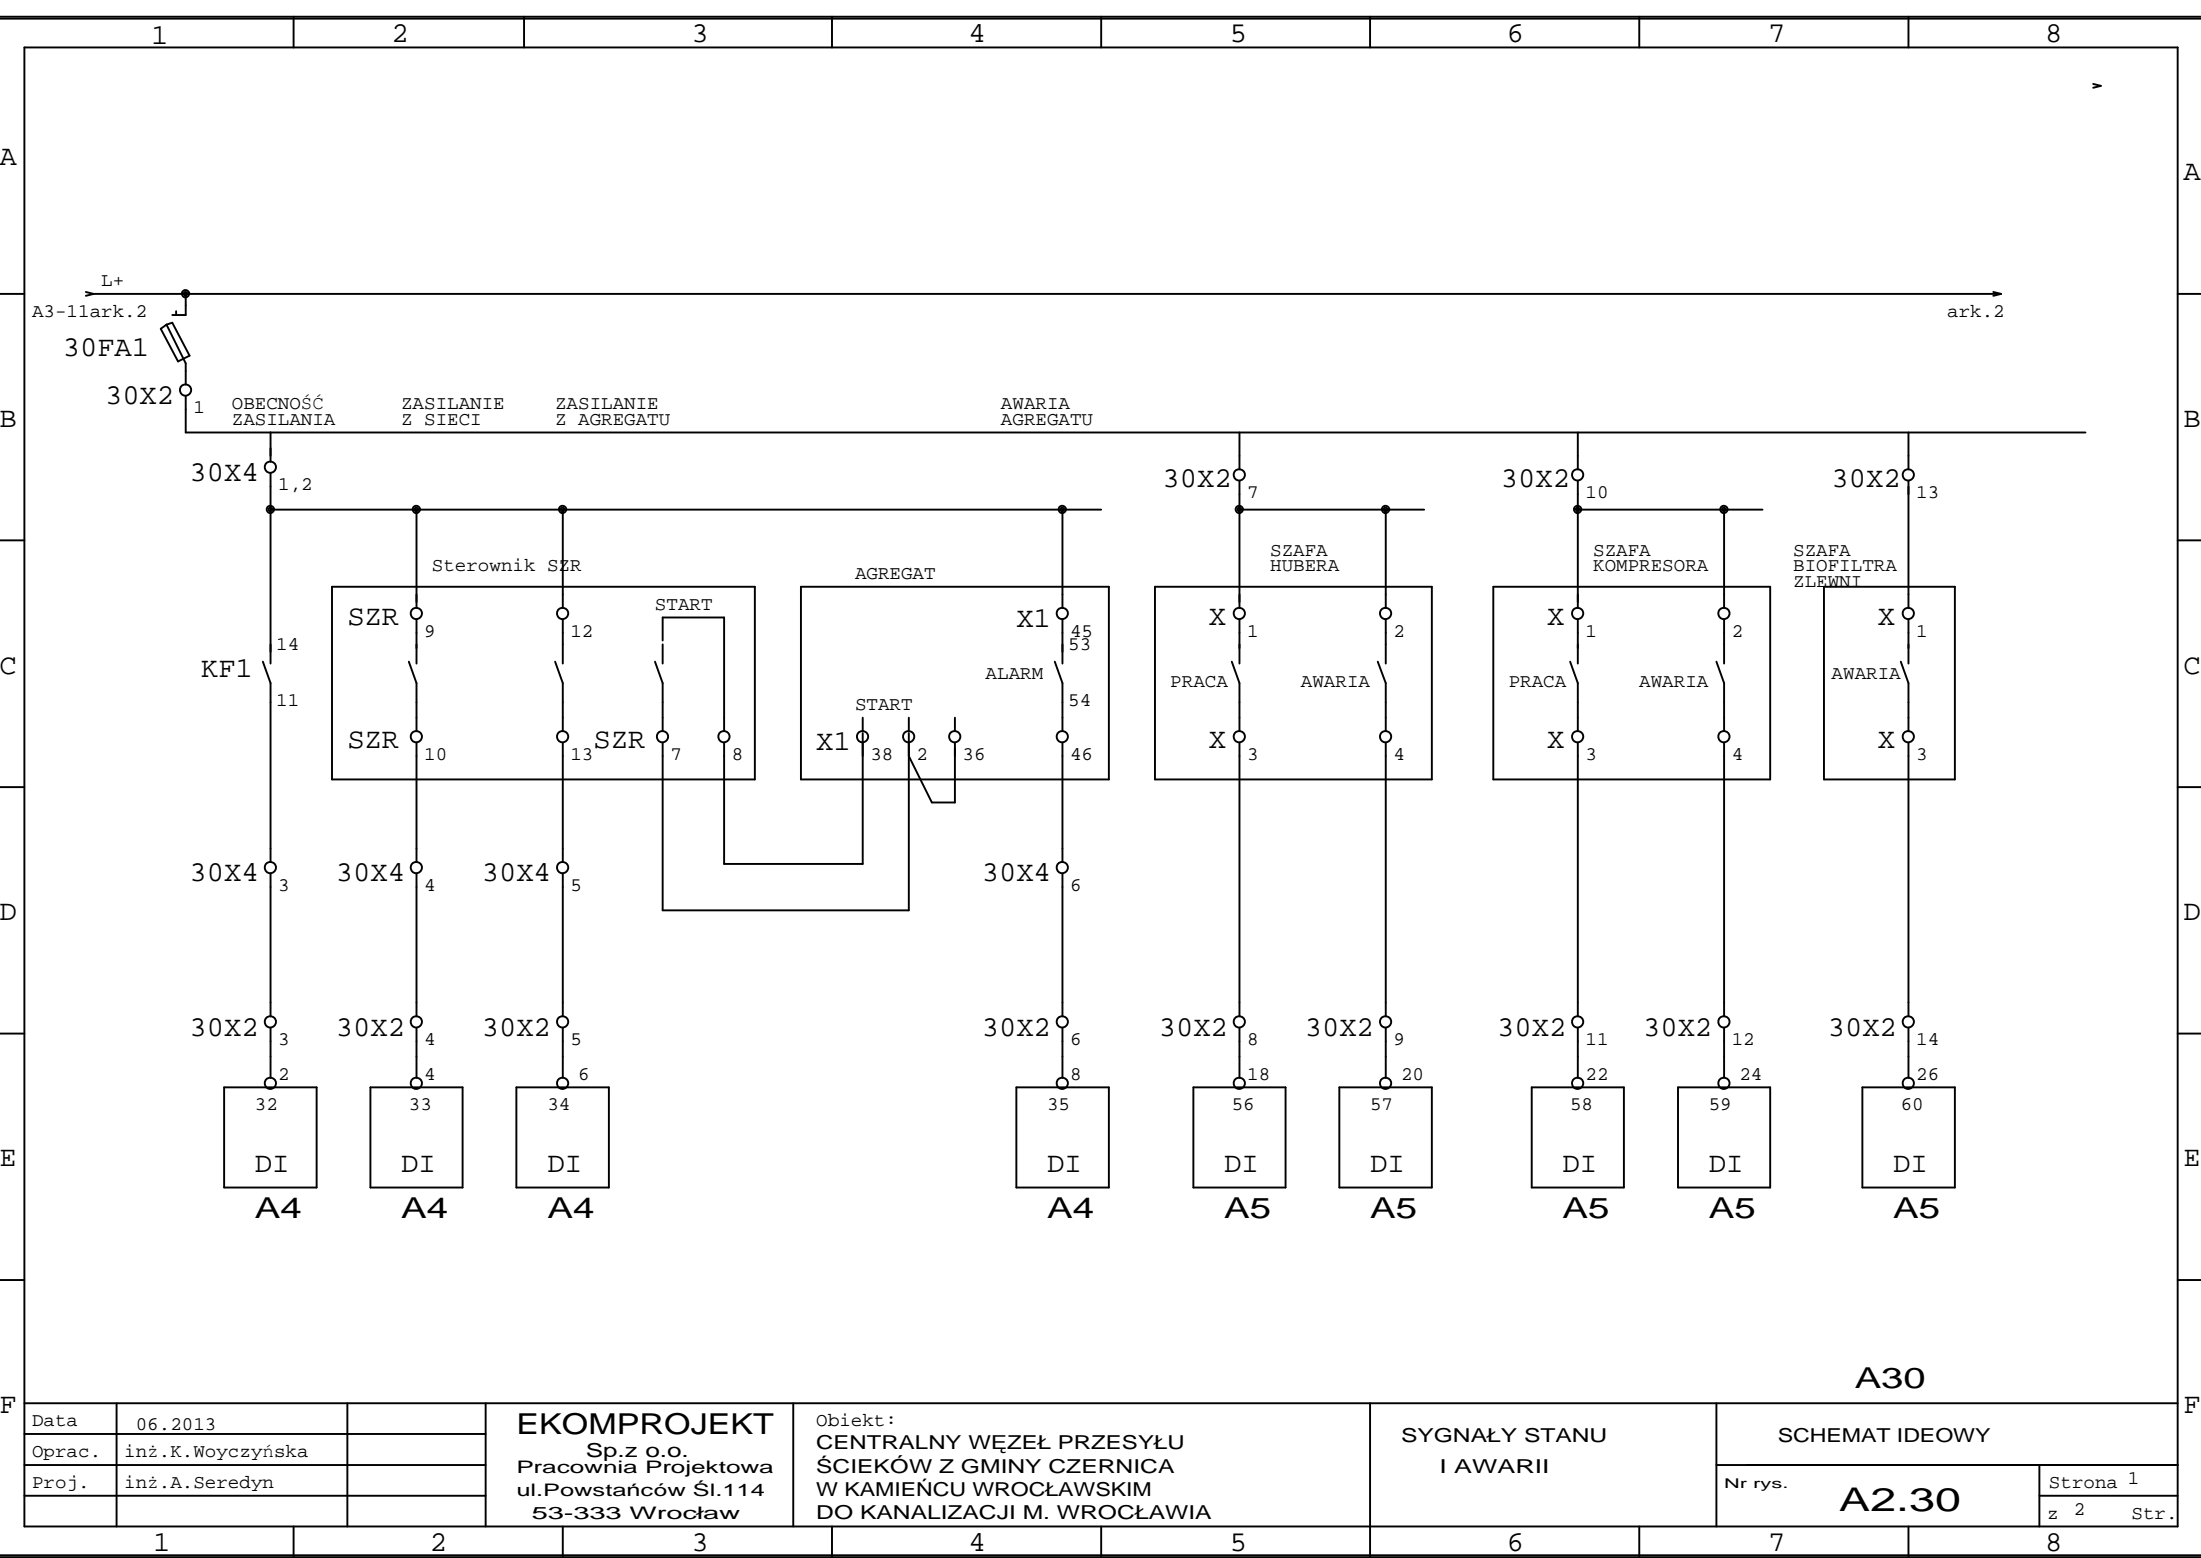 1 2 3 4 5 6 7 8
A A
L+
A3-11ark.2 ark.2
30FA1
30X2 1
B B
OBECNOŚĆ
ZASILANIA
ZASILANIE
Z SIECI
ZASILANIE
Z AGREGATU
AWARIA
AGREGATU
30X4 1,2 30X2 7 30X2 10 30X2 13
Sterownik SZR
AGREGAT
SZAFA
HUBERA
SZAFA
KOMPRESORA
SZAFA
BIOFILTRA
ZLEWNI
SZR 9 12 START X1 45 X 1 2 X 1 2 X 1
C C
14 53
KF1 ALARM PRACA AWARIA PRACA AWARIA AWARIA
11 START 54
SZR 10 13 SZR 7 8 X1 38 2 36 46 X 3 4 X 3 4 X 3
30X4 3 30X4 4 30X4 5 30X4 6
D D
30X2 3 30X2 4 30X2 5 30X2 6 30X2 8 30X2 9 30X2 11 30X2 12 30X2 14
2 4 6 8 18 20 22 24 26
32 33 34 35 56 57 58 59 60
E E
DI DI DI DI DI DI DI DI DI
A4 A4 A4 A4 A5 A5 A5 A5 A5
A30
F F
Data 06.2013
Oprac. inż.K.Woyczyńska
Proj. inż.A.Seredyn
EKOMPROJEKT
Sp.z o.o.
Pracownia Projektowa
ul.Powstańców Śl.114
53-333 Wrocław
Obiekt:
CENTRALNY WĘZEŁ PRZESYŁU
ŚCIEKÓW Z GMINY CZERNICA
W KAMIEŃCU WROCŁAWSKIM
DO KANALIZACJI M. WROCŁAWIA
SYGNAŁY STANU
I AWARII
SCHEMAT IDEOWY
Nr rys. A2.30
Strona 1
z 2 Str.
1 2 3 4 5 6 7 8